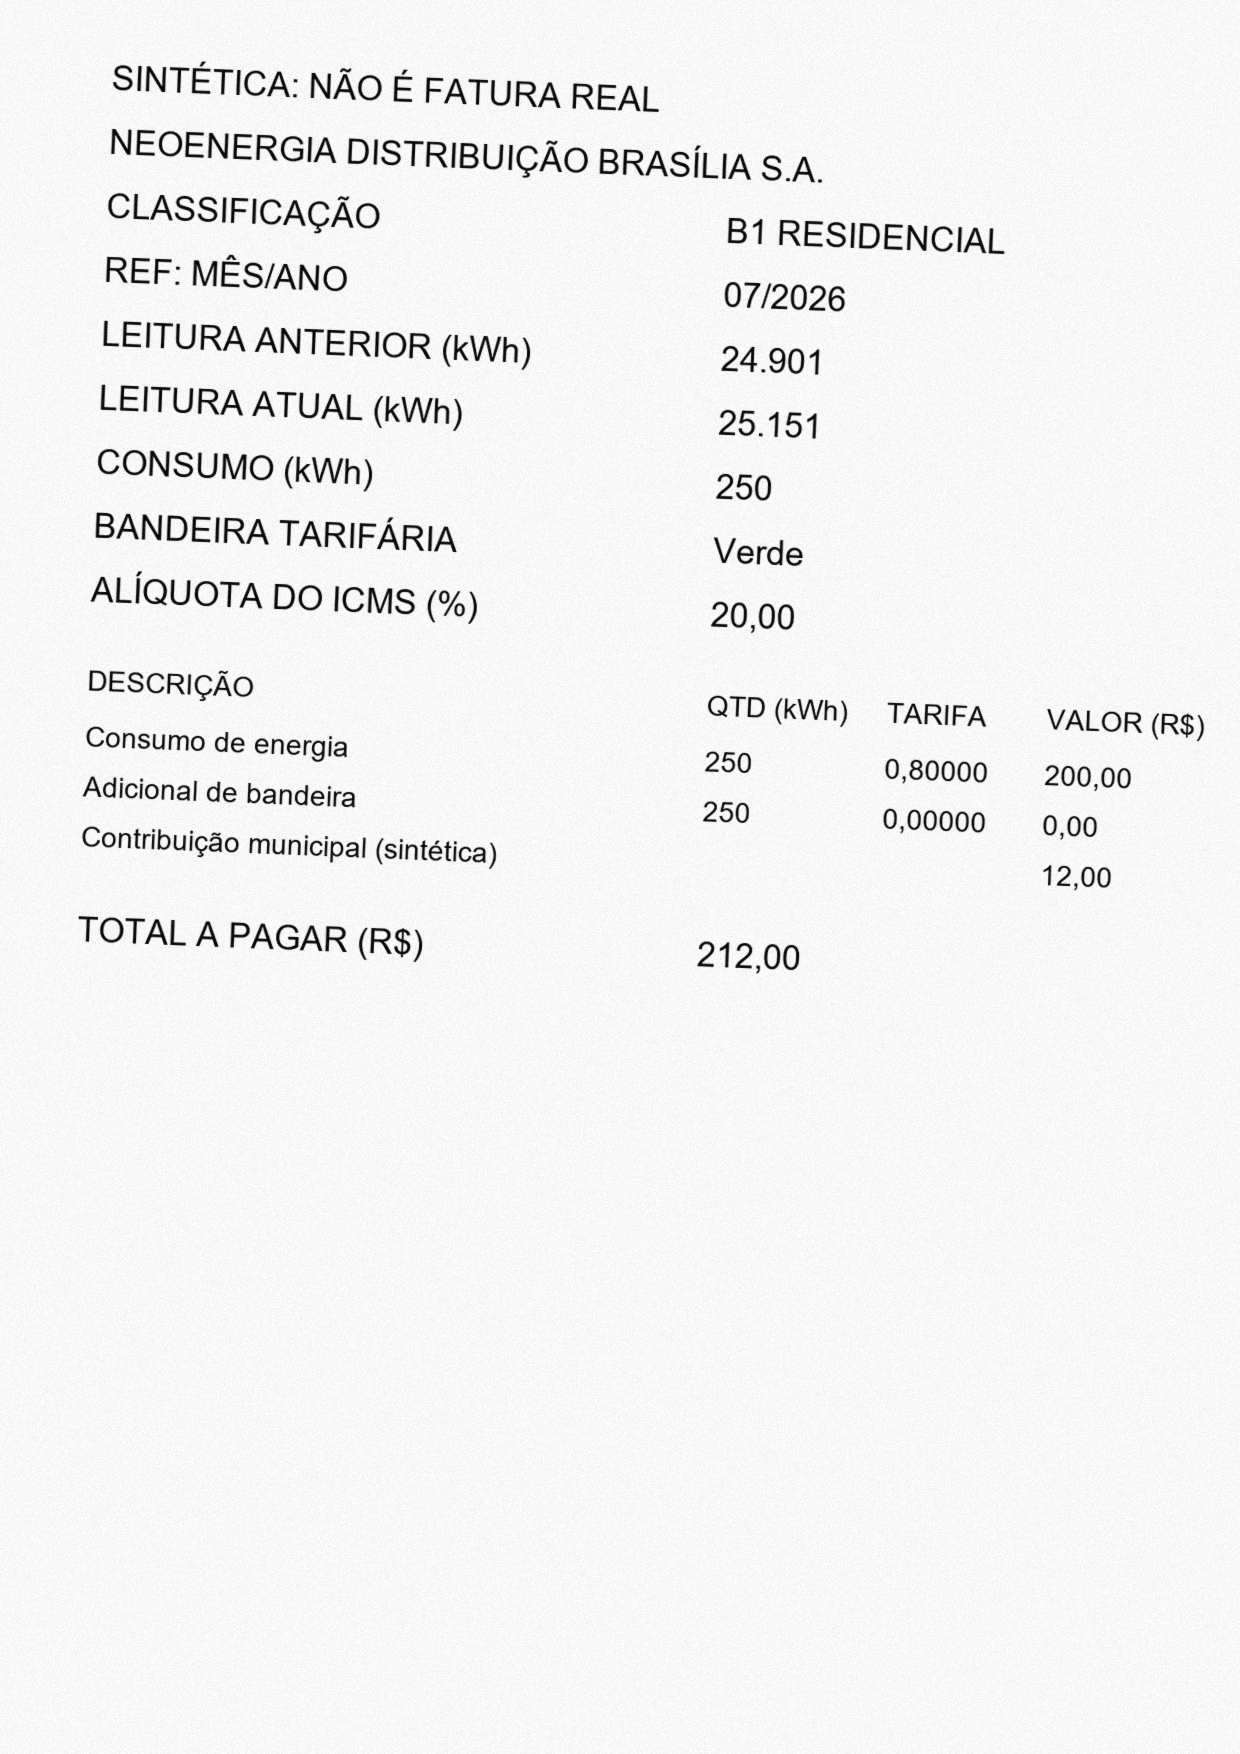 SINTÉTICA: NÃO É FATURA REAL
NEOENERGIA DISTRIBUIÇÃO BRASÍLIA S.A.
CLASSIFICAÇÃO B1 RESIDENCIAL
REF: MÊS/ANO 07/2026
LEITURA ANTERIOR (kWh) 24.901
LEITURA ATUAL (kWh) 25.151
CONSUMO (kWh) 250
BANDEIRA TARIFÁRIA Verde
ALÍQUOTA DO ICMS (%) 20,00
DESCRIÇÃO QTD (kWh) TARIFA VALOR (R$)
Consumo de energia 250 0,80000 200,00
Adicional de bandeira 250 0,00000 0,00
Contribuição municipal (sintética) 12,00
TOTAL A PAGAR (R$) 212,00